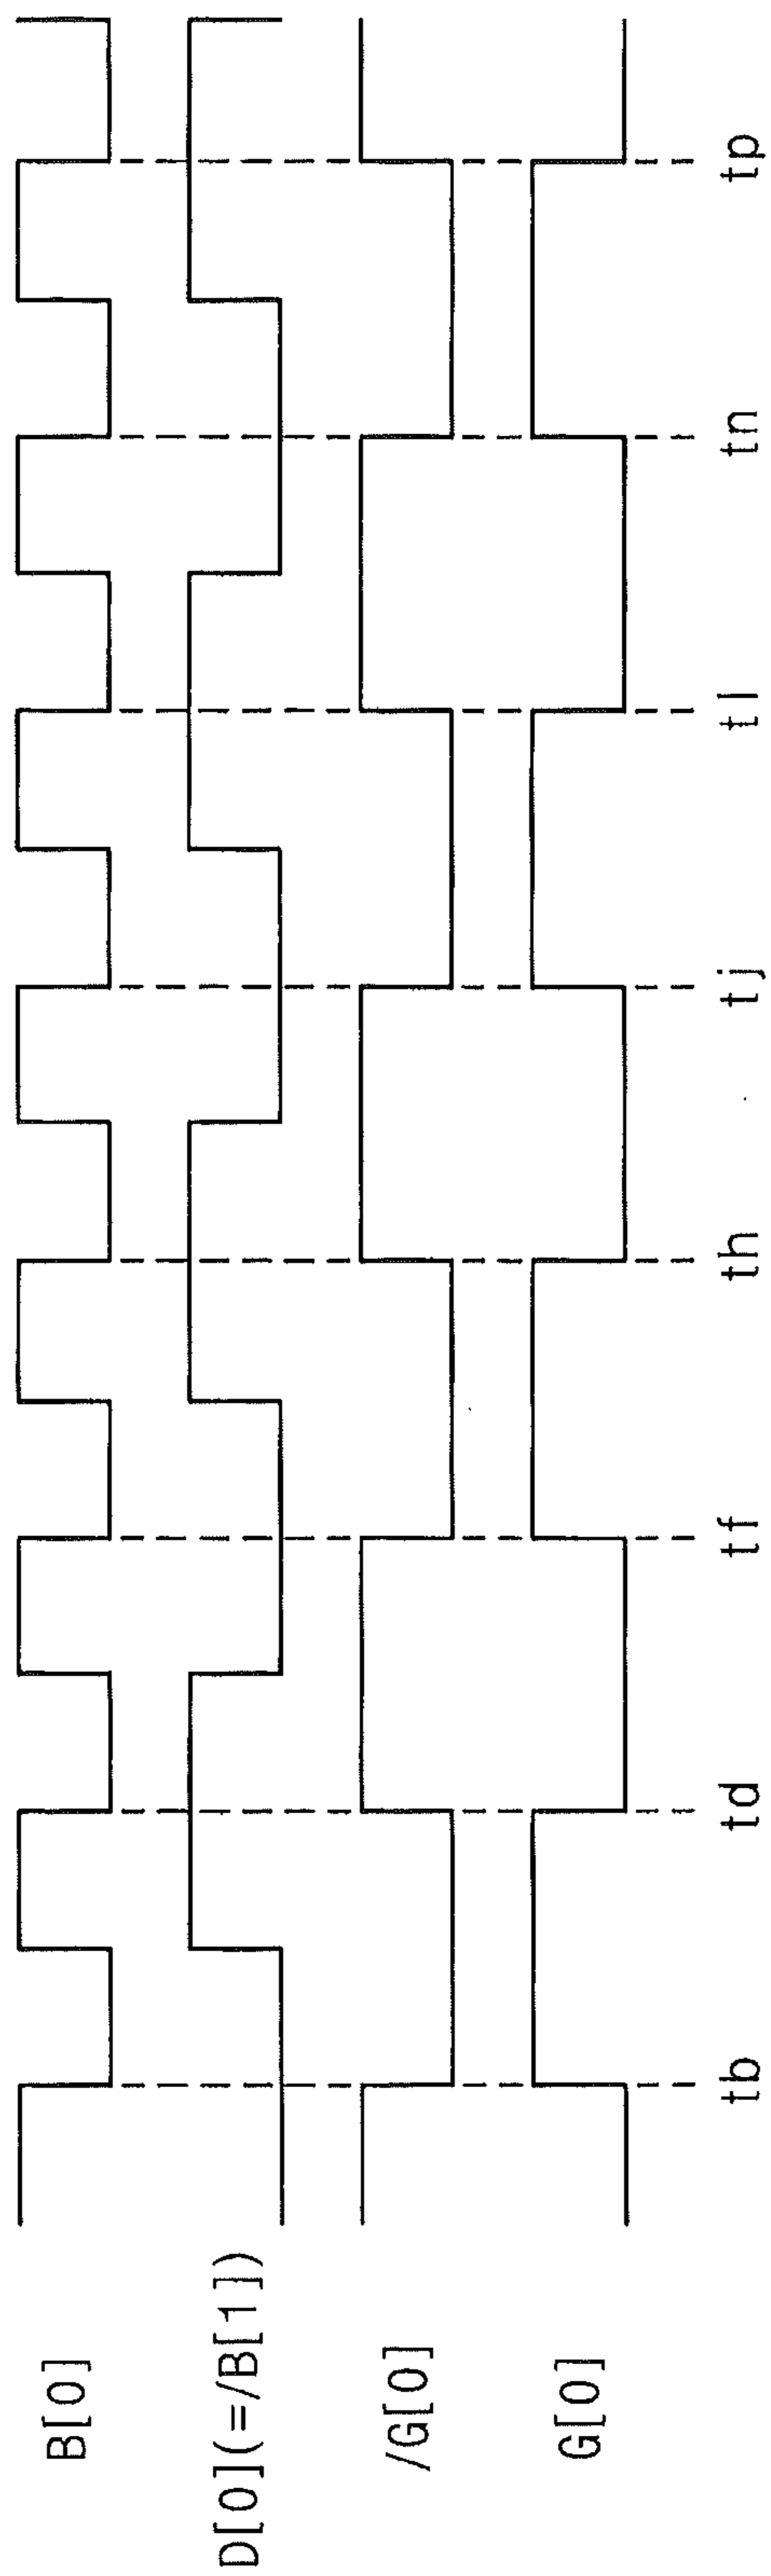 B[0]
D[0](=/B[1])
/G[0]
G[0]
tb td tf th tj tl tn tp